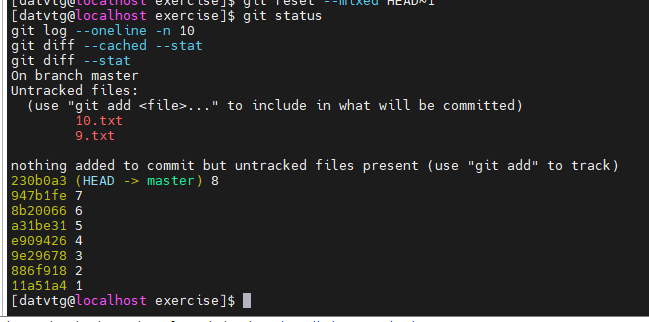 [datvtg@localhost exercise]$ git reset --mixed HEAD~1
[datvtg@localhost exercise]$ git status
git log --oneline -n 10
git diff --cached --stat
git diff --stat
On branch master
Untracked files:
  (use "git add <file>..." to include in what will be committed)
        10.txt
        9.txt

nothing added to commit but untracked files present (use "git add" to track)
230b0a3 (HEAD -> master) 8
947b1fe 7
8b20066 6
a31be31 5
e909426 4
9e29678 3
886f918 2
11a51a4 1
[datvtg@localhost exercise]$